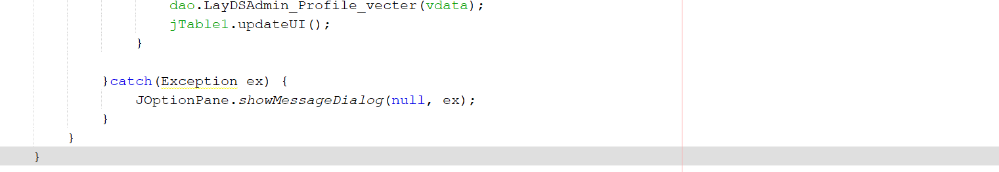 dao.LayDSAdmin_Profile_vecter(vdata);
jTable1.updateUI();
}
}catch(Exception ex) {
JOptionPane.showMessageDialog(null, ex);
}
}
}